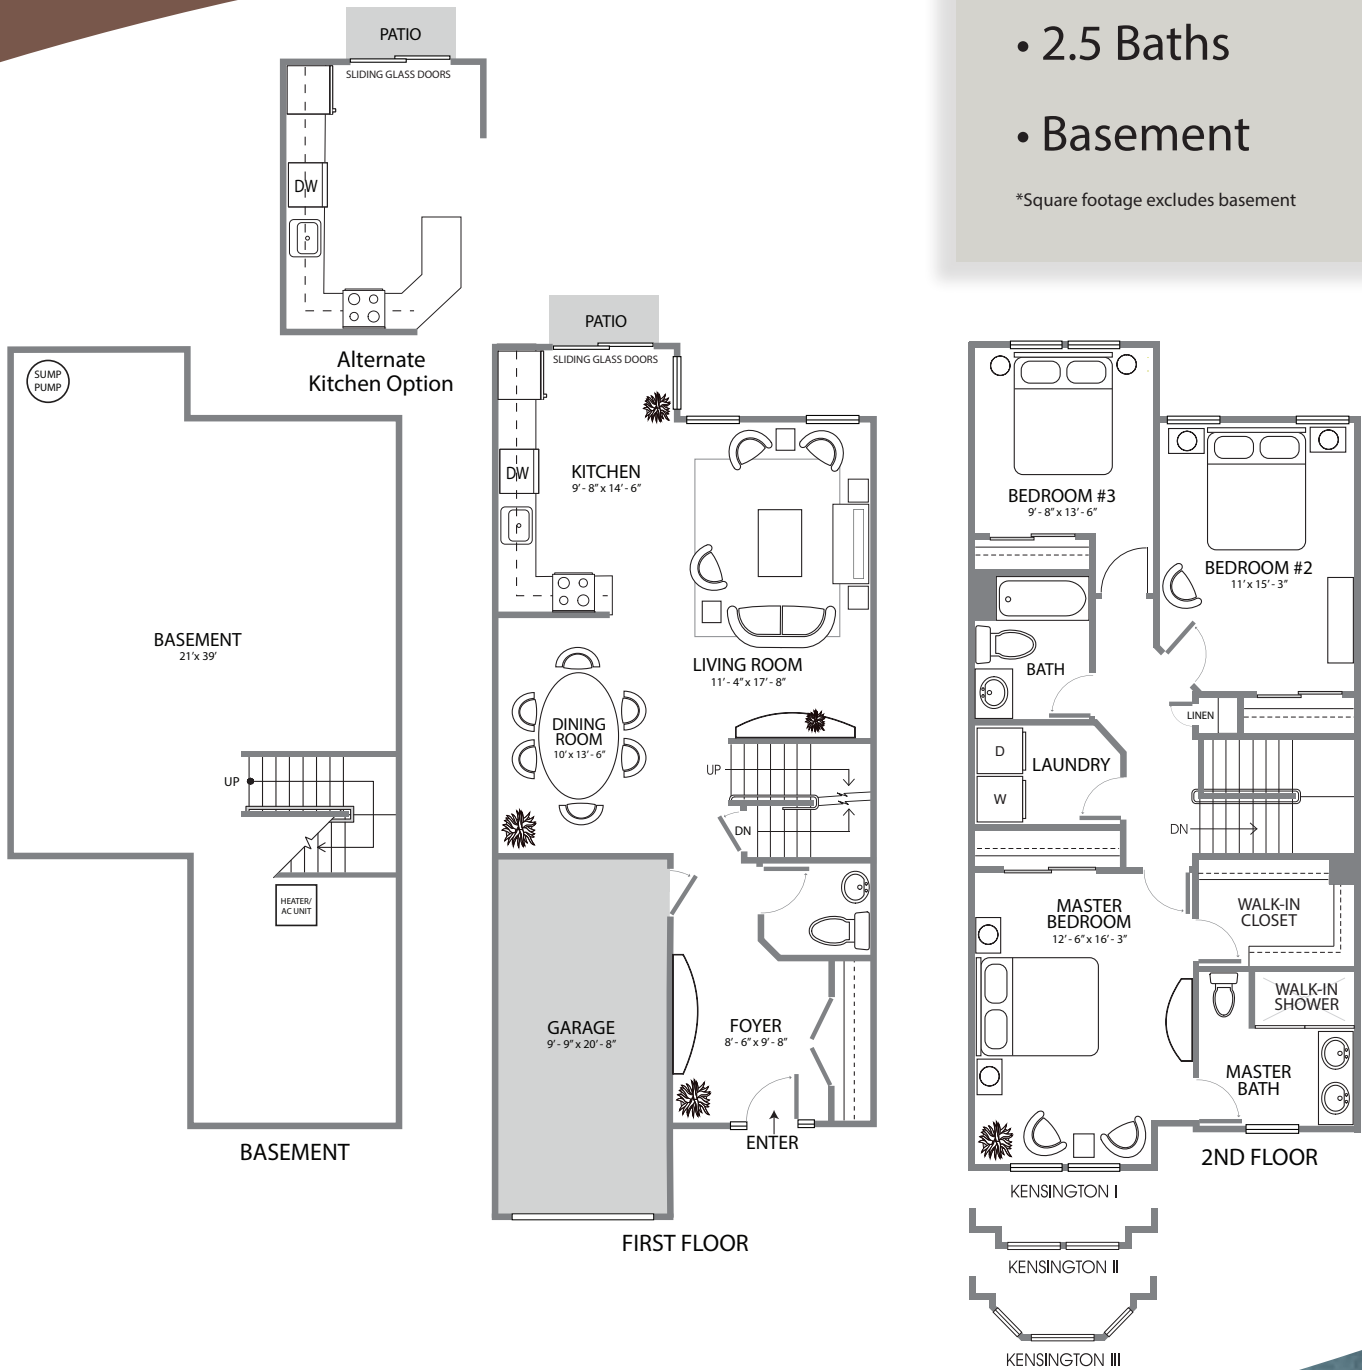 • 2.5 Baths
• Basement
*Square footage excludes basement
PATIO
SLIDING GLASS DOORS
DW
Alternate
Kitchen Option
SUMP
PUMP
BASEMENT
21' x 39'
UP
HEATER/
AC UNIT
BASEMENT
PATIO
SLIDING GLASS DOORS
KITCHEN
9' - 8" x 14' - 6"
DW
LIVING ROOM
11' - 4" x 17' - 8"
DINING
ROOM
10' x 13' - 6"
UP
DN
GARAGE
9' - 9" x 20' - 8"
FOYER
8' - 6" x 9' - 8"
ENTER
FIRST FLOOR
BEDROOM #3
9' - 8" x 13' - 6"
BEDROOM #2
11' x 15' - 3"
BATH
LINEN
D
LAUNDRY
W
DN
MASTER
BEDROOM
12' - 6" x 16' - 3"
WALK-IN
CLOSET
WALK-IN
SHOWER
MASTER
BATH
2ND FLOOR
KENSINGTON I
KENSINGTON II
KENSINGTON III